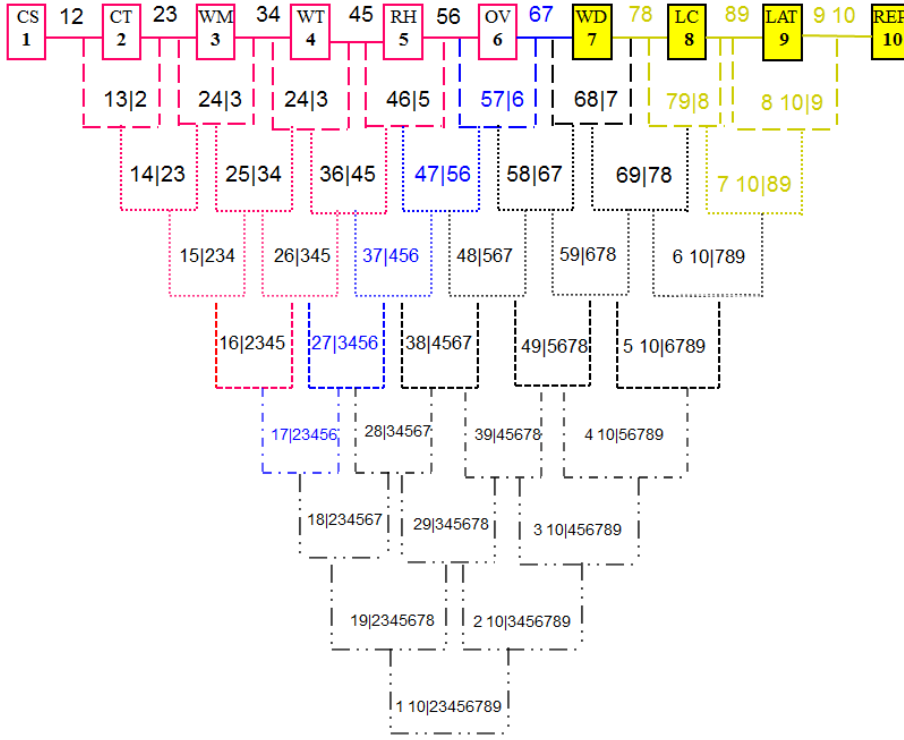 CS 12 CT 23 WM 34 WT 45 RH 56 OV 67 WD 78 LC 89 LAT 9 10 REP
1 2 3 4 5 6 7 8 9 10
13|2 24|3 24|3 46|5 57|6 68|7 79|8 8 10|9
14|23 25|34 36|45 47|56 58|67 69|78 7 10|89
15|234 26|345 37|456 48|567 59|678 6 10|789
16|2345 27|3456 38|4567 49|5678 5 10|6789
17|23456 28|34567 39|45678 4 10|56789
18|234567 29|345678 3 10|456789
19|2345678 2 10|3456789
1 10|23456789